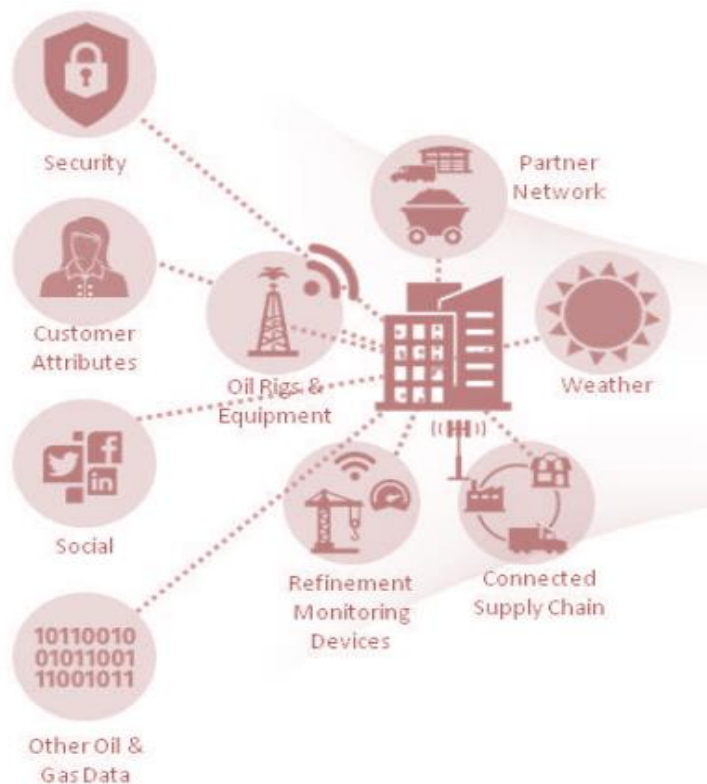 Security
Partner
Network
Customer
Attributes
Oil Rigs &
Equipment
Weather
Social
Refinement
Monitoring
Devices
Connected
Supply Chain
10110010
01011001
11001011
Other Oil &
Gas Data